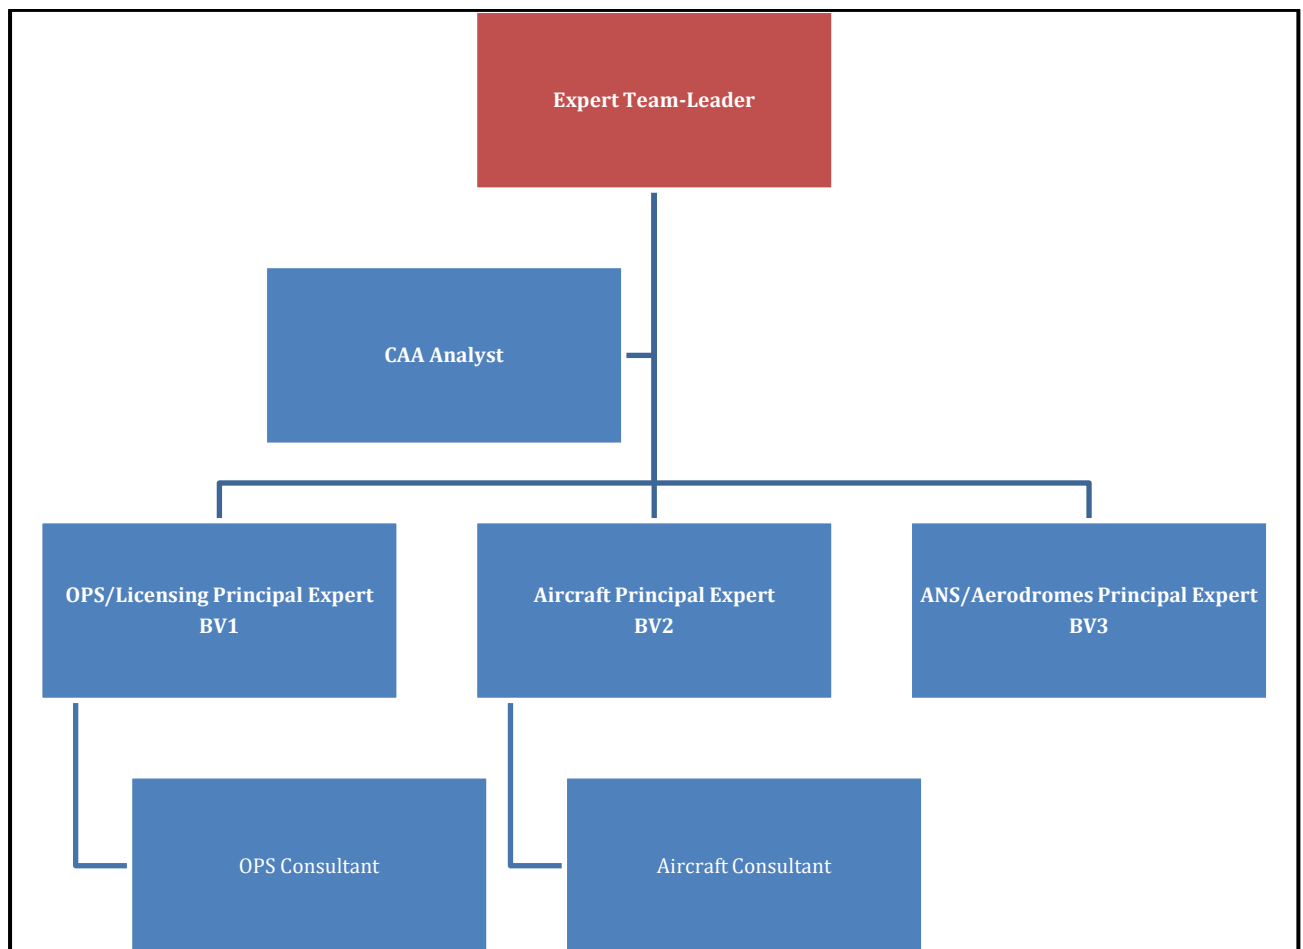 Expert Team-Leader
CAA Analyst
OPS/Licensing Principal Expert
BV1
Aircraft Principal Expert
BV2
ANS/Aerodromes Principal Expert
BV3
OPS Consultant
Aircraft Consultant